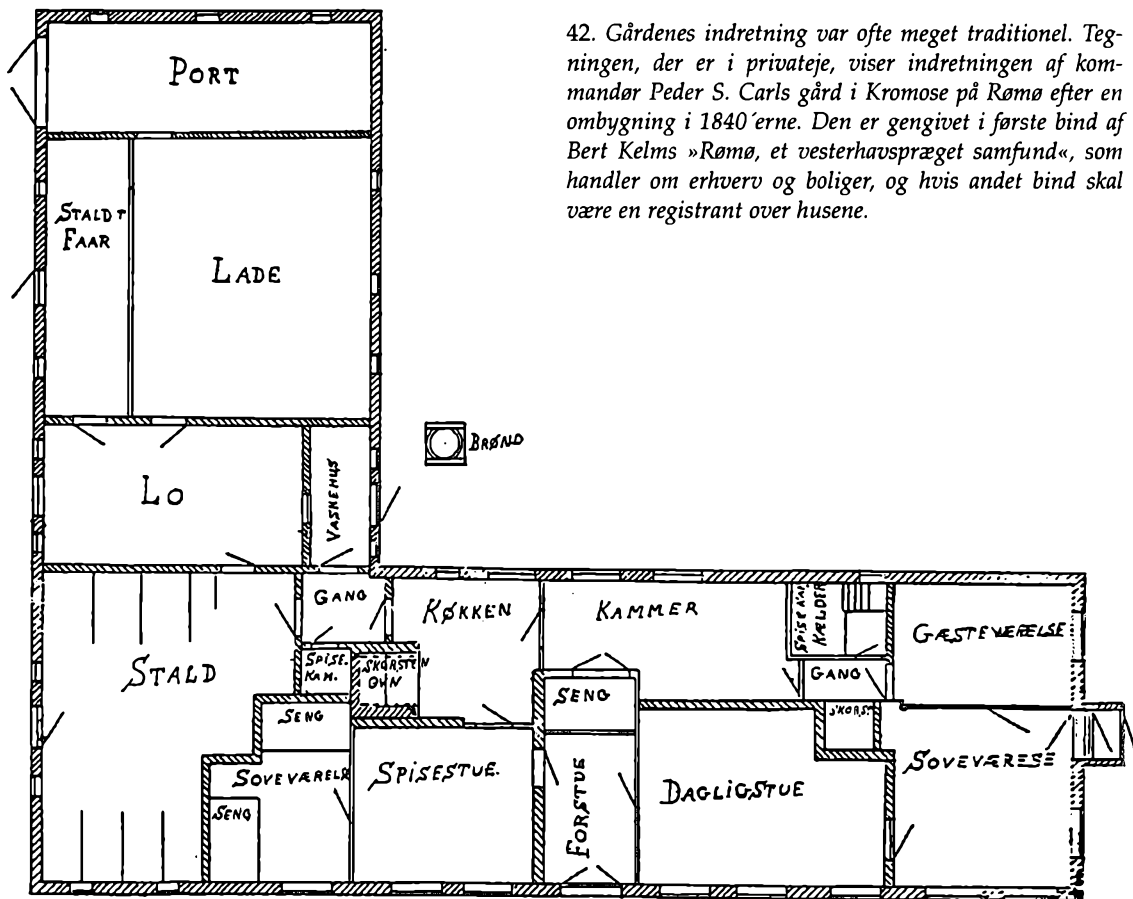 42. Gårdenes indretning var ofte meget traditionel. Teg-
ningen, der er i privateje, viser indretningen af kom-
mandør Peder S. Carls gård i Kromose på Rømø efter en
ombygning i 1840´erne. Den er gengivet i første bind af
Bert Kelms »Rømø, et vesterhavspræget samfund«, som
handler om erhverv og boliger, og hvis andet bind skal
være en registrant over husene.
PORT
STALD T
FAAR
LADE
BRØND
LO
VASKEHUS
GANG
KØKKEN
KAMMER
SPISEKAM
KÆLDER
GÆSTEVÆRELSE
STALD
SPISE.
KAM.
SKORSTEN
OVN
SENG
GANG
SENG
SKORST
SOVEVÆRELSE
SPISESTUE.
FORSTUE
DAGLIGSTUE
SOVEVÆRESE
SENG